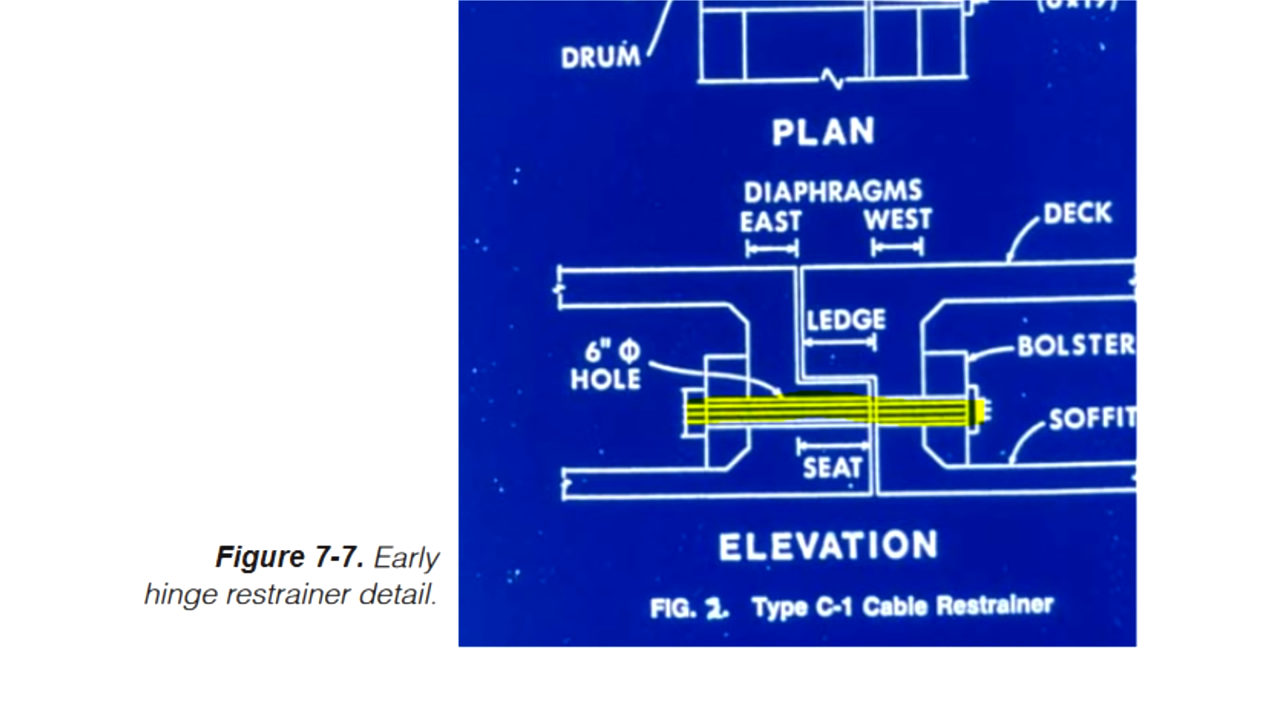 (6x19)
DRUM
PLAN
DIAPHRAGMS
EAST WEST
DECK
LEDGE
6" Φ
HOLE
BOLSTER
SOFFIT
SEAT
ELEVATION
Figure 7-7. Early
hinge restrainer detail.
FIG. 2. Type C-1 Cable Restrainer